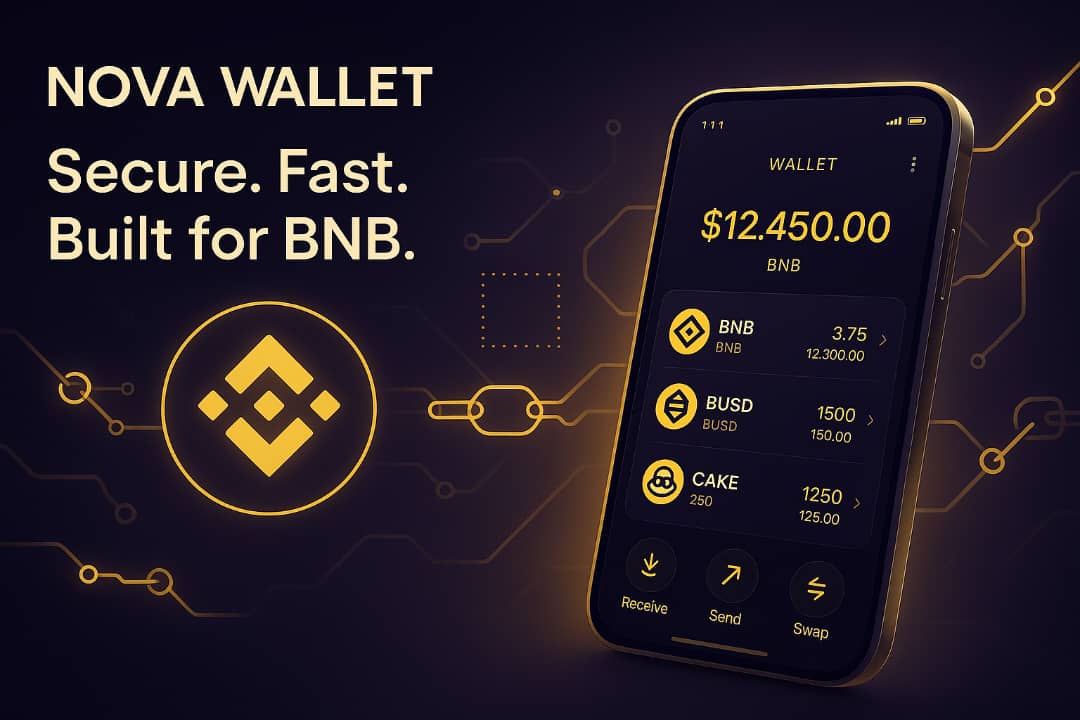 NOVA WALLET
Secure. Fast.
Built for BNB.
111
WALLET
$12.450.00
BNB
BNB
BNB
3.75
12.300.00
BUSD
BUSD
1500
150.00
CAKE
250
1250
125.00
Receive
Send
Swap